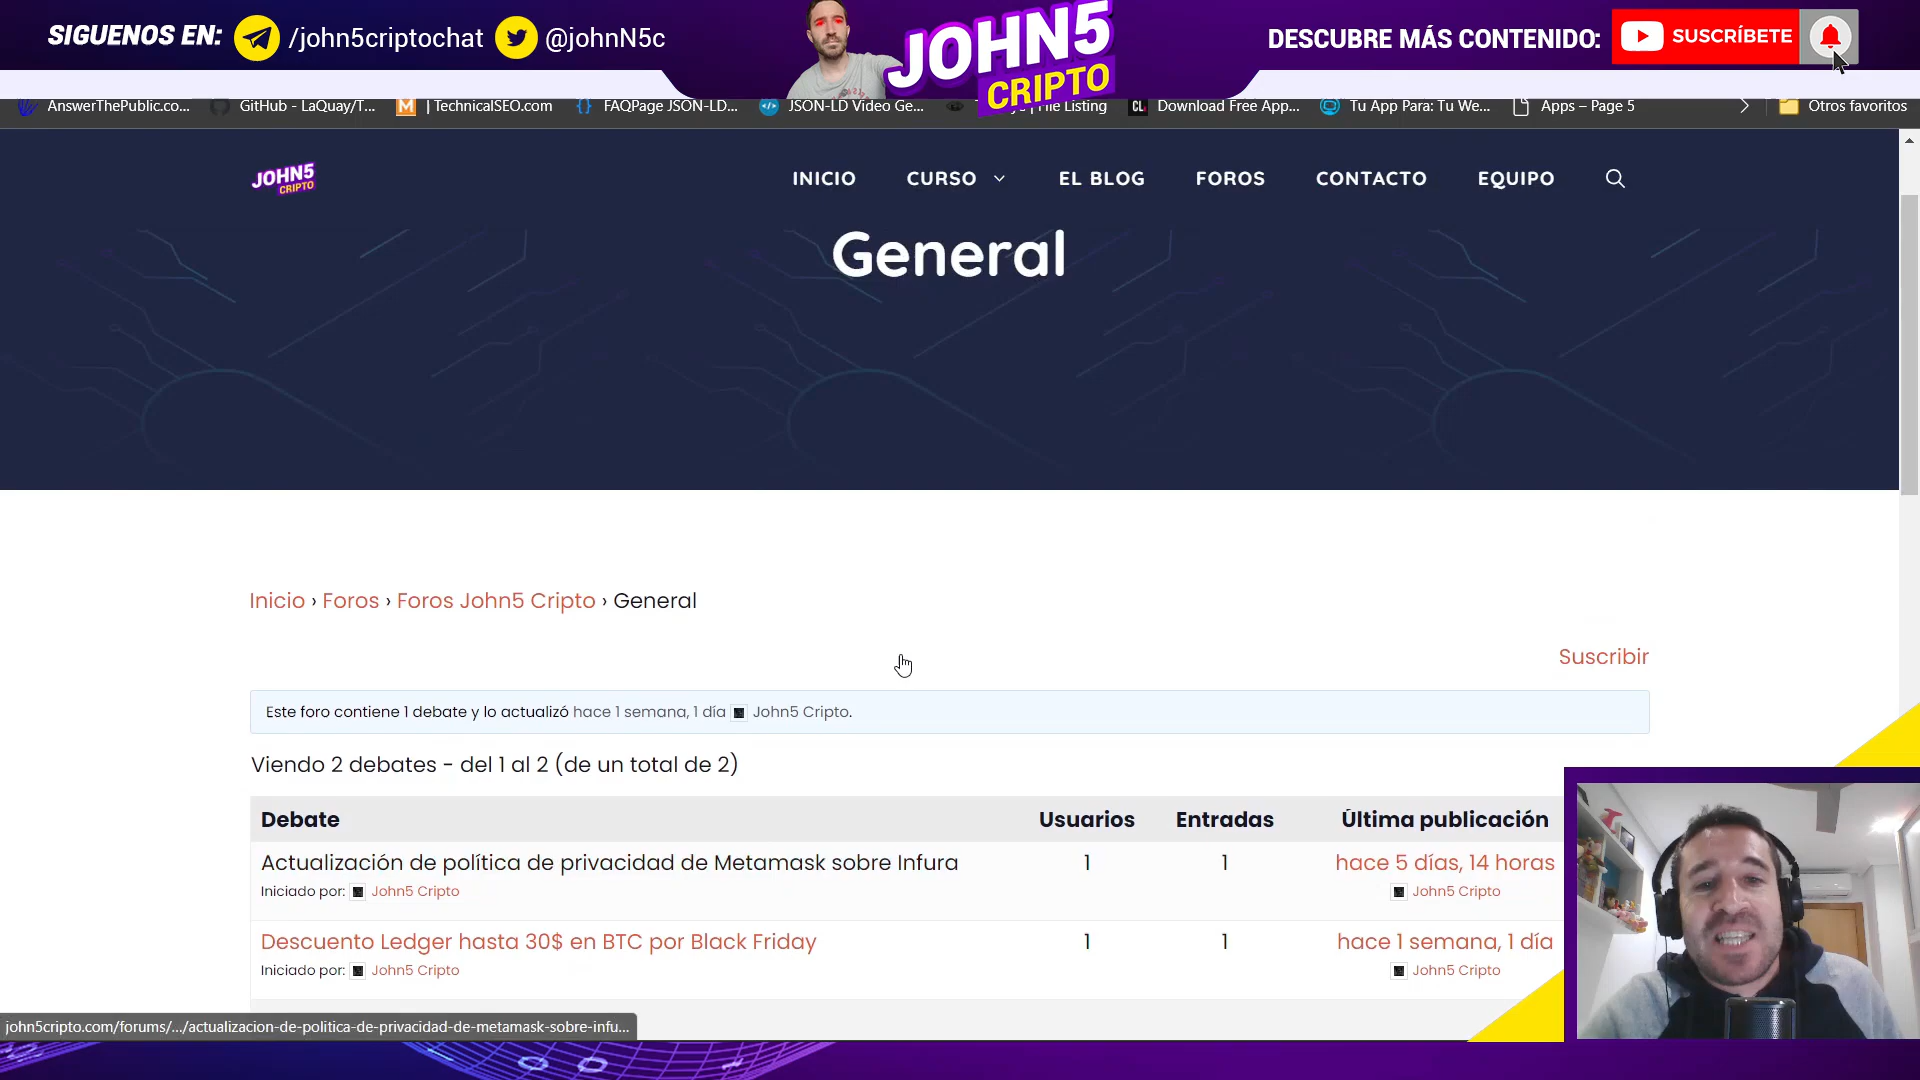 SIGUENOS EN: /john5criptochat @johnN5c
JOHN5
CRIPTO
DESCUBRE MÁS CONTENIDO: SUSCRÍBETE
AnswerThePublic.co... GitHub - LaQuay/T... | TechnicalSEO.com FAQPage JSON-LD... JSON-LD Video Ge... File Listing Download Free App... Tu App Para: Tu We... Apps – Page 5 Otros favoritos
JOHN5
CRIPTO
INICIO CURSO EL BLOG FOROS CONTACTO EQUIPO
General
Inicio › Foros › Foros John5 Cripto › General
Suscribir
Este foro contiene 1 debate y lo actualizó hace 1 semana, 1 día John5 Cripto.
Viendo 2 debates - del 1 al 2 (de un total de 2)
Debate Usuarios Entradas Última publicación
Actualización de política de privacidad de Metamask sobre Infura 1 1 hace 5 días, 14 horas
Iniciado por: John5 Cripto John5 Cripto
Descuento Ledger hasta 30$ en BTC por Black Friday 1 1 hace 1 semana, 1 día
Iniciado por: John5 Cripto John5 Cripto
john5cripto.com/forums/.../actualizacion-de-politica-de-privacidad-de-metamask-sobre-infu...